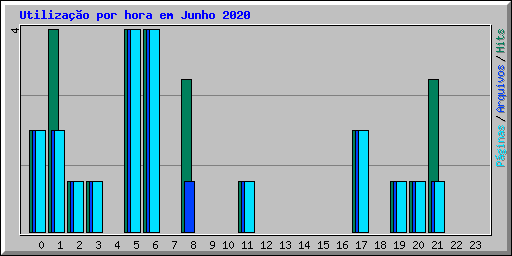 Utilização por hora em Junho 2020
4
Páginas / Arquivos / Hits
0 1 2 3 4 5 6 7 8 9 10 11 12 13 14 15 16 17 18 19 20 21 22 23